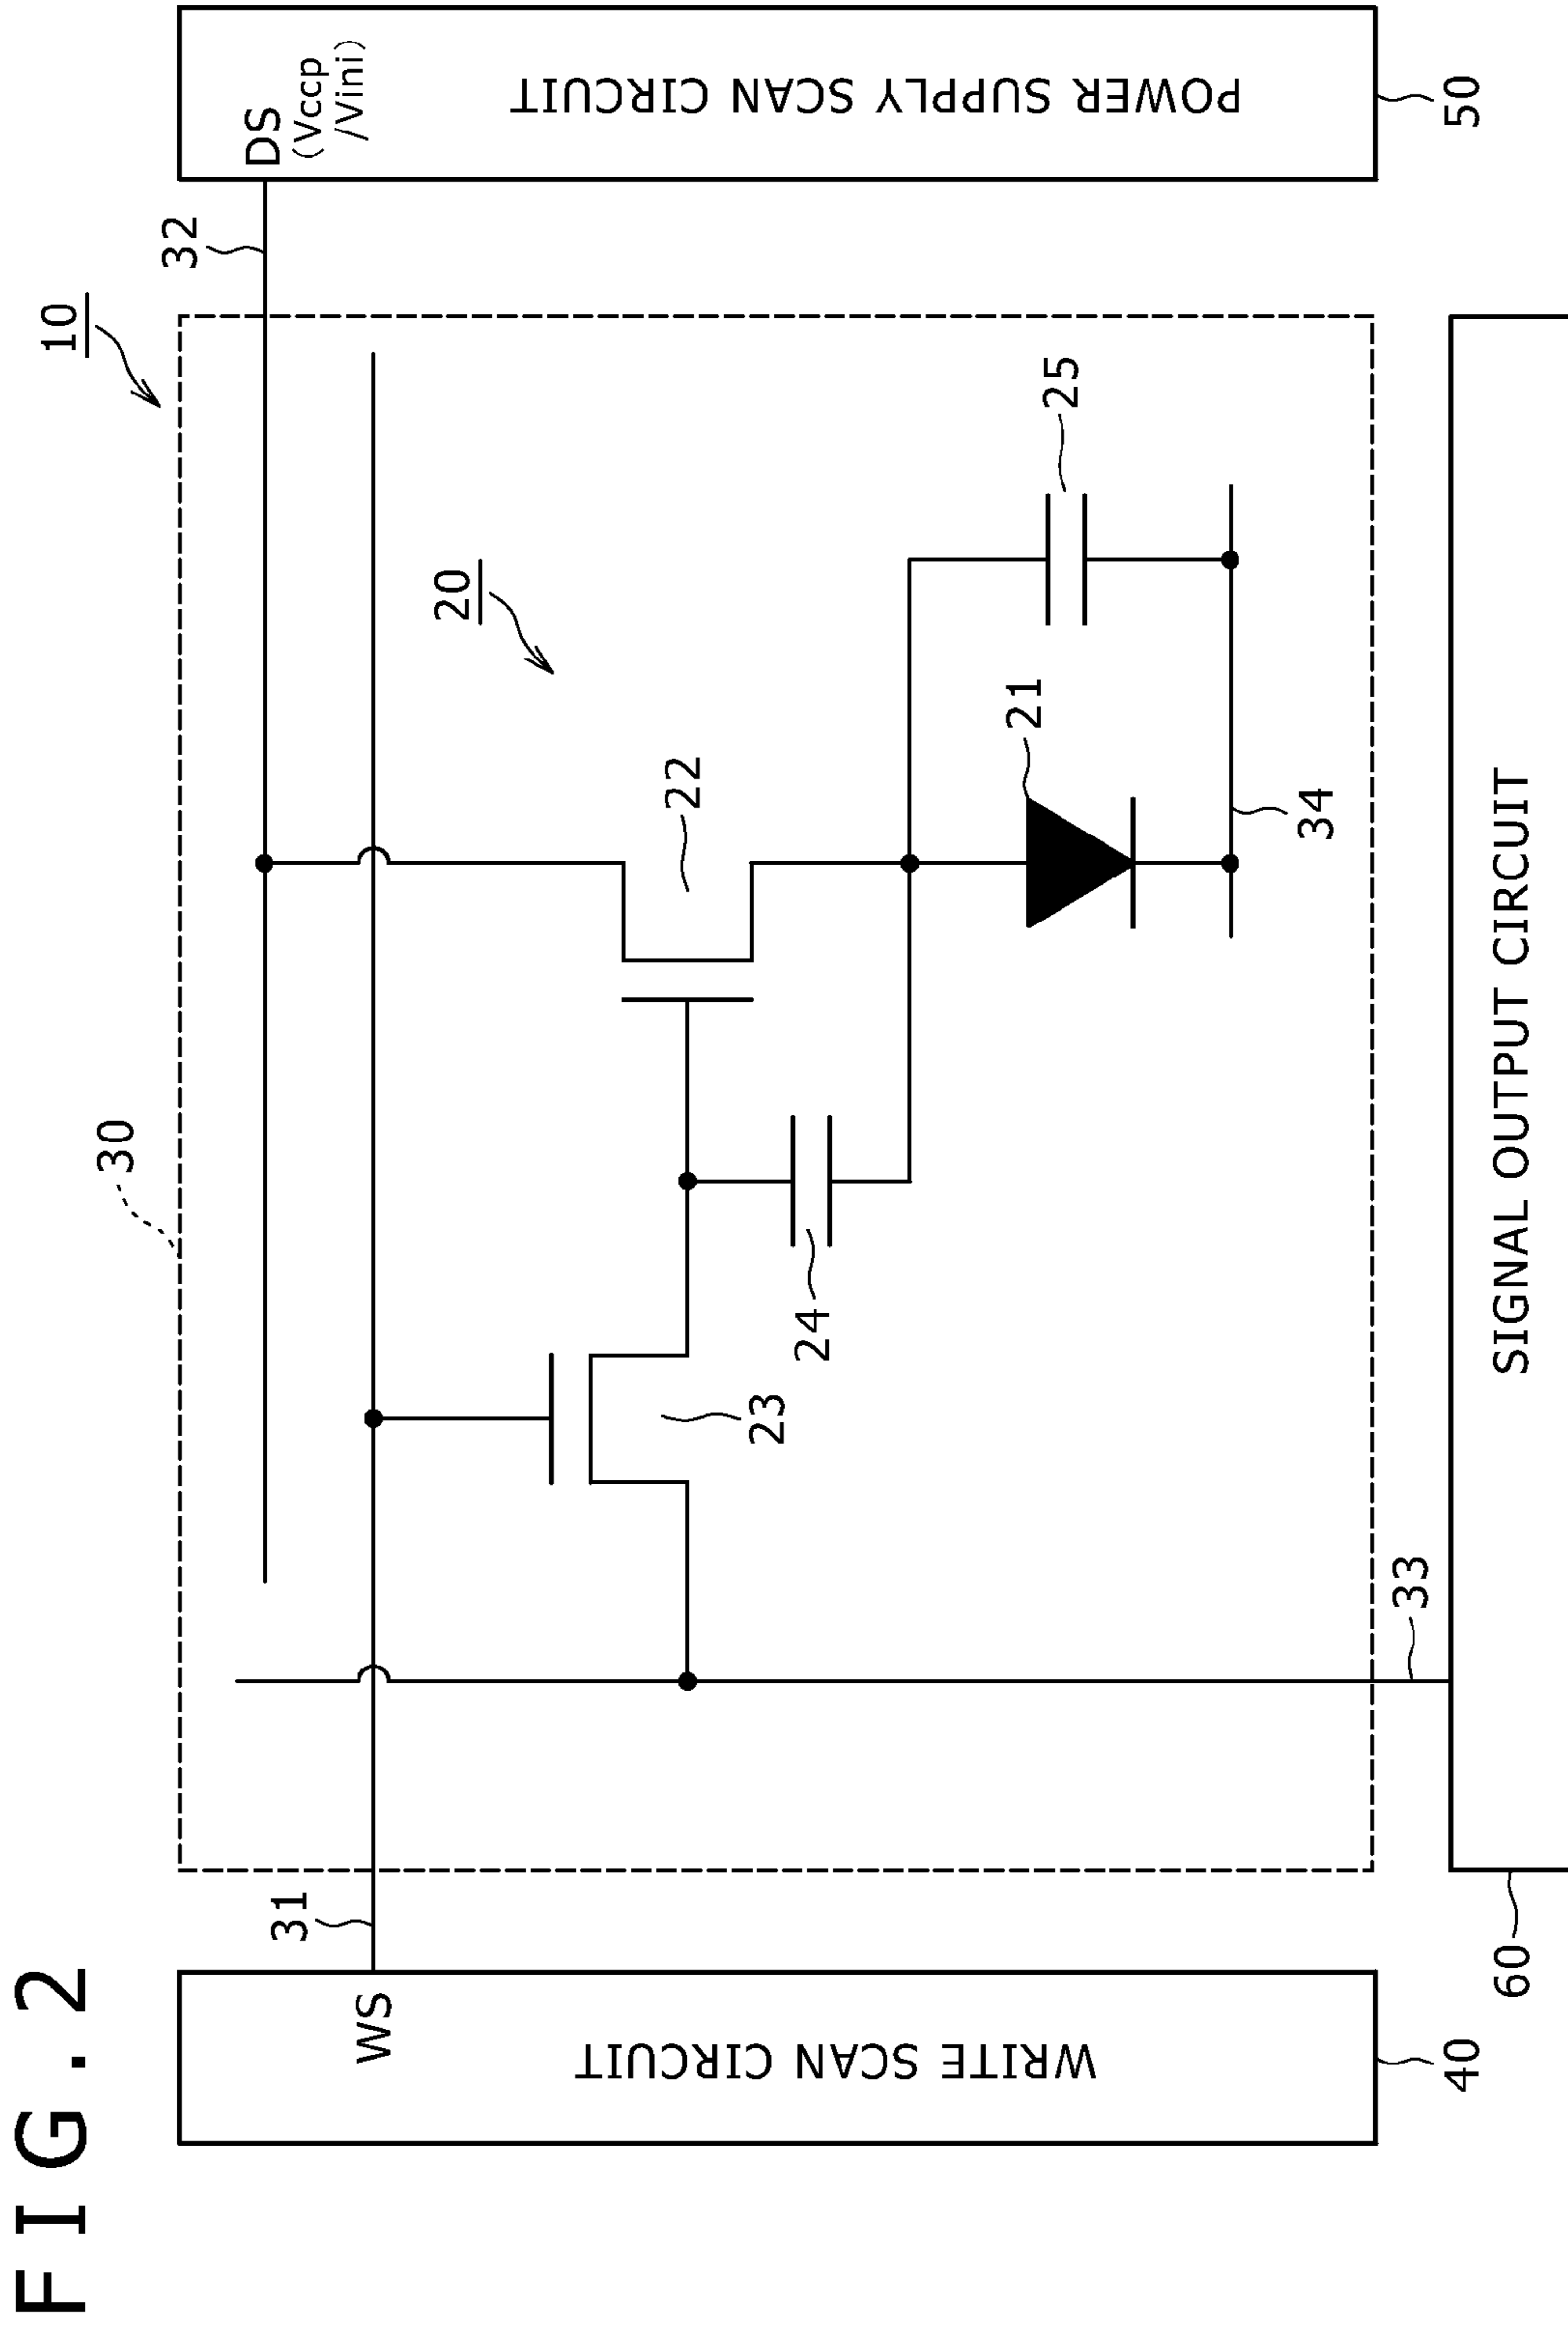 FIG. 2
10
30
32
DS
(Vccp
/Vini)
31
WS
20
22
23
24
21
25
34
33
WRITE SCAN CIRCUIT
POWER SUPPLY SCAN CIRCUIT
40
50
60
SIGNAL OUTPUT CIRCUIT